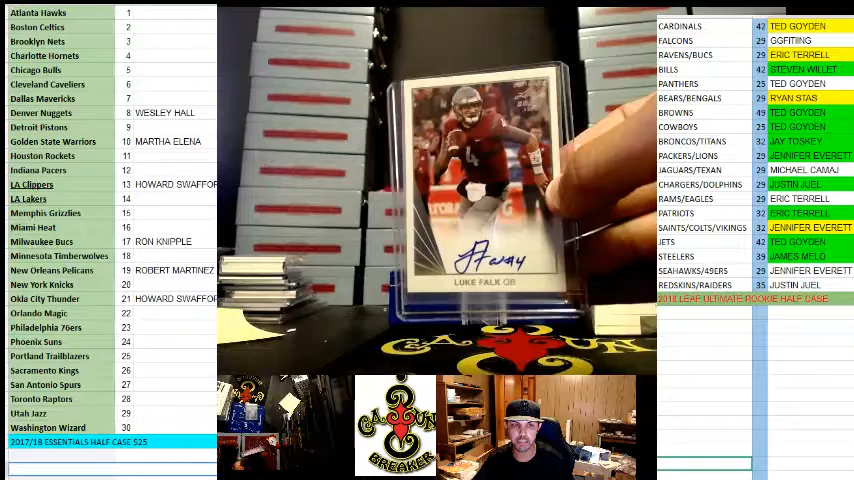 Atlanta Hawks 1
Boston Celtics 2
Brooklyn Nets 3
Charlotte Hornets 4
Chicago Bulls 5
Cleveland Cavaliers 6
Dallas Mavericks 7
Denver Nuggets 8 WESLEY HALL
Detroit Pistons 9
Golden State Warriors 10 MARTHA ELENA
Houston Rockets 11
Indiana Pacers 12
LA Clippers 13 HOWARD SWAFFOR
LA Lakers 14
Memphis Grizzlies 15
Miami Heat 16
Milwaukee Bucs 17 RON KNIPPLE
Minnesota Timberwolves 18
New Orleans Pelicans 19 ROBERT MARTINEZ
New York Knicks 20
Okla City Thunder 21 HOWARD SWAFFOR
Orlando Magic 22
Philadelphia 76ers 23
Phoenix Suns 24
Portland Trailblazers 25
Sacramento Kings 26
San Antonio Spurs 27
Toronto Raptors 28
Utah Jazz 29
Washington Wizard 30
2017/18 ESSENTIALS HALF CASE $25
4
LUKE FALK QB
CAJUN
BREAKER
CARDINALS 42 TED GOYDEN
FALCONS 29 GGFITIING
RAVENS/BUCS 29 ERIC TERRELL
BILLS 42 STEVEN WILLET
PANTHERS 25 TED GOYDEN
BEARS/BENGALS 29 RYAN STAS
BROWNS 49 TED GOYDEN
COWBOYS 25 TED GOYDEN
BRONCOS/TITANS 32 JAY TOSKEY
PACKERS/LIONS 29 JENNIFER EVERETT
JAGUARS/TEXAN 29 MICHAEL CAMAJ
CHARGERS/DOLPHINS 29 JUSTIN JUEL
RAMS/EAGLES 29 ERIC TERRELL
PATRIOTS 32 ERIC TERRELL
SAINTS/COLTS/VIKINGS 32 JENNIFER EVERETT
JETS 42 TED GOYDEN
STEELERS 39 JAMES MELO
SEAHAWKS/49ERS 29 JENNIFER EVERETT
REDSKINS/RAIDERS 35 JUSTIN JUEL
2018 LEAF ULTIMATE ROOKIE HALF CASE